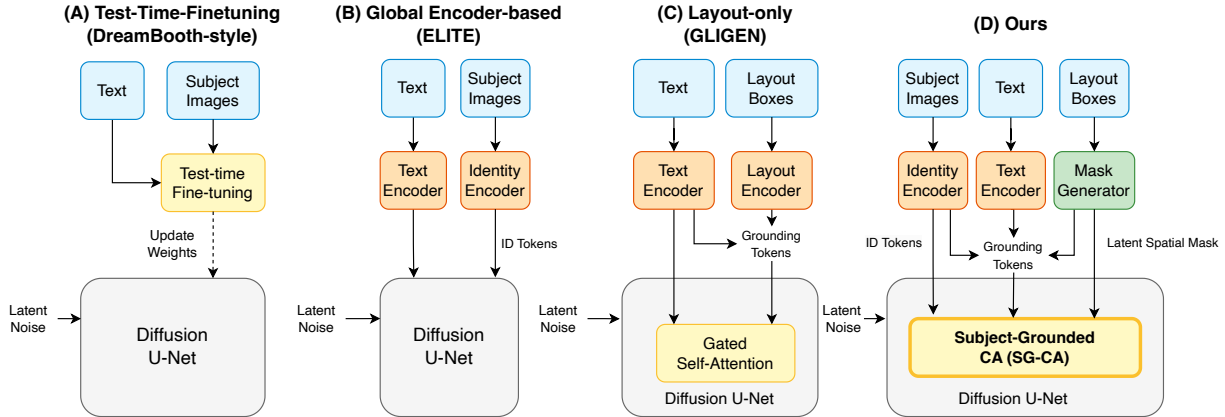 (A) Test-Time-Finetuning
(DreamBooth-style)
Text
Subject
Images
Test-time
Fine-tuning
Update
Weights
Latent
Noise
Diffusion
U-Net
(B) Global Encoder-based
(ELITE)
Text
Subject
Images
Text
Encoder
Identity
Encoder
ID Tokens
Latent
Noise
Diffusion
U-Net
(C) Layout-only
(GLIGEN)
Text
Layout
Boxes
Text
Encoder
Layout
Encoder
Grounding
Tokens
Latent
Noise
Gated
Self-Attention
Diffusion U-Net
(D) Ours
Subject
Images
Text
Layout
Boxes
Identity
Encoder
Text
Encoder
Mask
Generator
ID Tokens
Grounding
Tokens
Latent Spatial Mask
Latent
Noise
Subject-Grounded
CA (SG-CA)
Diffusion U-Net